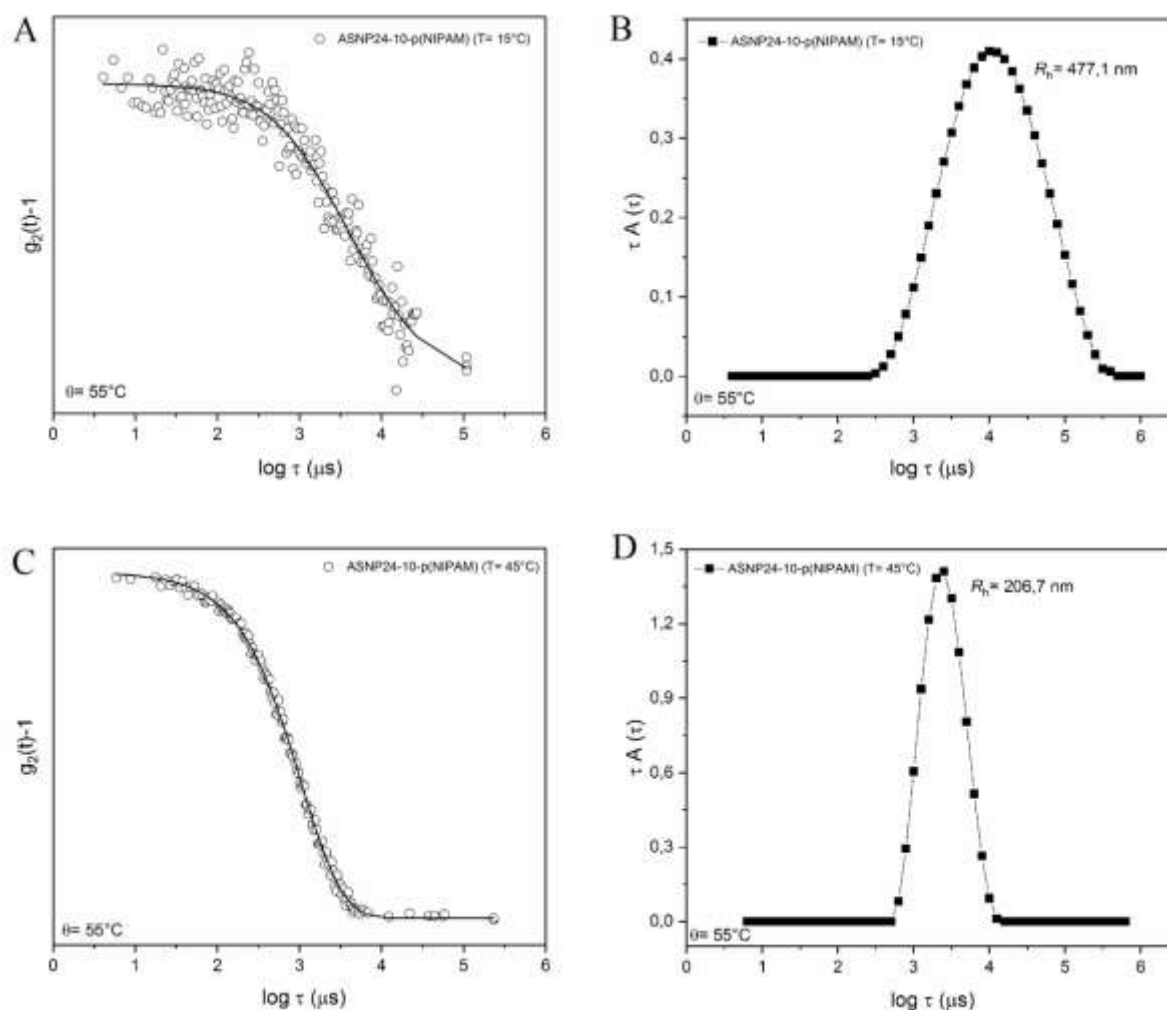 A
ASNP24-10-p(NIPAM) (T= 15°C)
g2(t)-1
θ= 55°C
0 1 2 3 4 5 6
log τ (μs)
B
ASNP24-10-p(NIPAM) (T= 15°C)
Rh= 477,1 nm
0,4
0,3
0,2
0,1
0,0
τ A (τ)
θ= 55°C
0 1 2 3 4 5 6
log τ (μs)
C
ASNP24-10-p(NIPAM) (T= 45°C)
g2(t)-1
θ= 55°C
0 1 2 3 4 5 6
log τ (μs)
D
ASNP24-10-p(NIPAM) (T= 45°C)
Rh= 206,7 nm
1,5
1,2
0,9
0,6
0,3
0,0
τ A (τ)
θ= 55°C
0 1 2 3 4 5 6
log τ (μs)